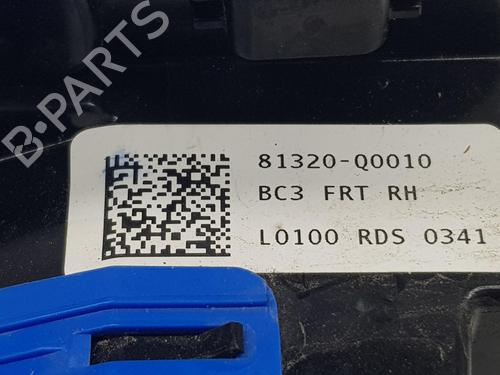 B-PARTS
81320-Q0010
BC3 FRT RH
L0100 RDS 0341